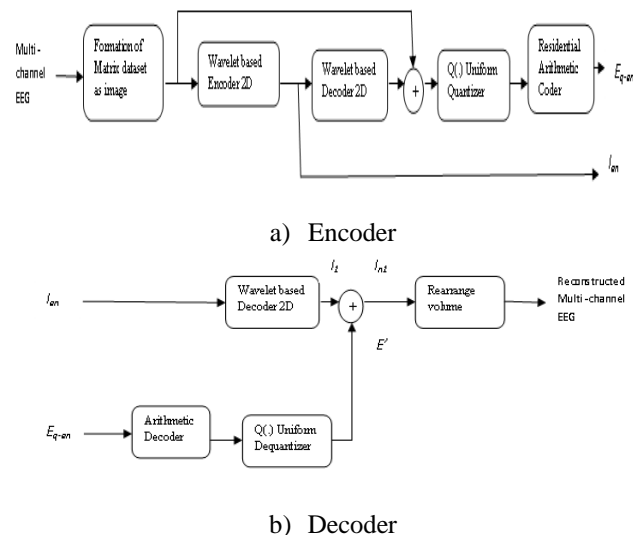 Multi -
channel
EEG
Formation of
Matrix dataset
as image
Wavelet based
Encoder 2D
Wavelet based
Decoder 2D
+
Q(.) Uniform
Quantizer
Residential
Arithmetic
Coder
E_q-en
I_en
a) Encoder
I_en
Wavelet based
Decoder 2D
I_1
+
I_n1
E'
Rearrange
volume
Reconstructed
Multi -channel
EEG
E_q-en
Arithmetic
Decoder
Q(.) Uniform
Dequantizer
b) Decoder